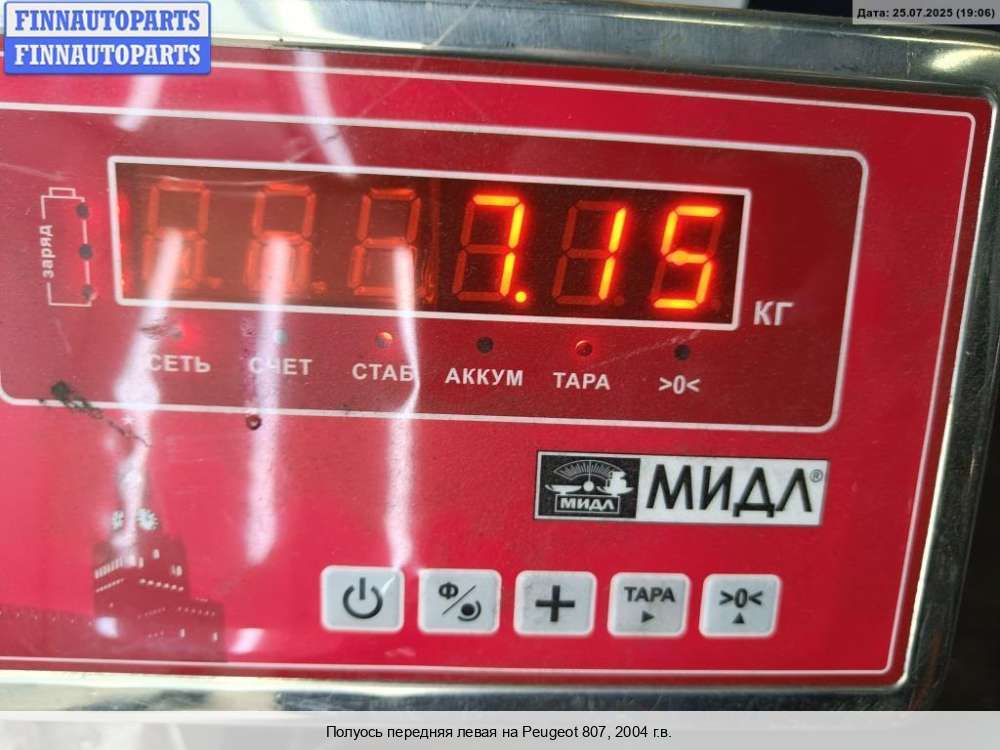 FINNAUTOPARTS
FINNAUTOPARTS
Дата: 25.07.2025 (19:06)
заряд
7.15
КГ
СЕТЬ СЧЕТ СТАБ АККУМ ТАРА >0<
МИДЛ МИДЛ®
Ф ТАРА >0<
Полуось передняя левая на Peugeot 807, 2004 г.в.